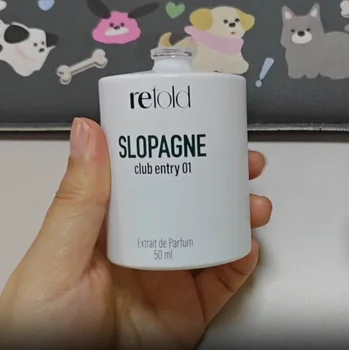 retold
SLOPAGNE
club entry 01
Extrait de Parfum
50 ml